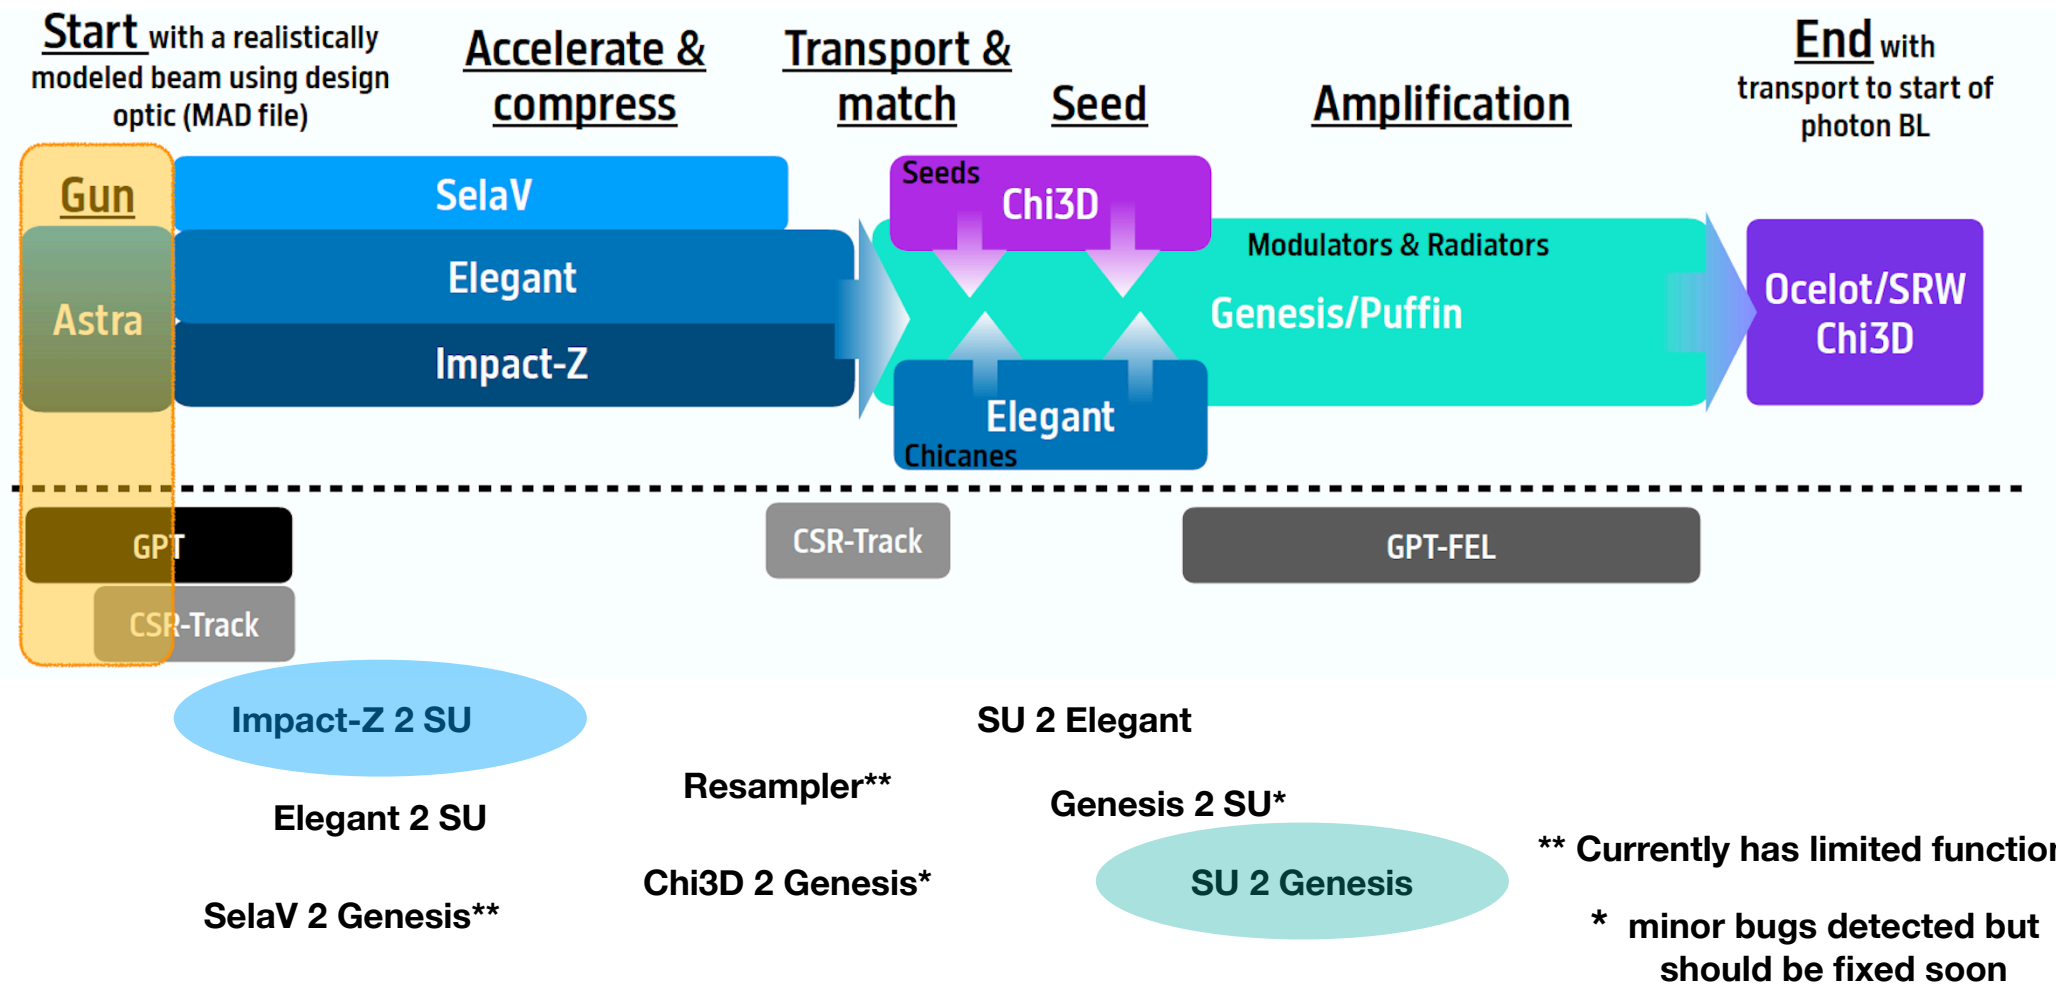 Start with a realistically
modeled beam using design
optic (MAD file)
Accelerate &
compress
Transport &
match
Seed
Amplification
End with
transport to start of
photon BL
Gun
Astra
SelaV
Elegant
Impact-Z
Seeds
Chi3D
Modulators & Radiators
Genesis/Puffin
Elegant
Chicanes
Ocelot/SRW
Chi3D
GPT
CSR-Track
CSR-Track
GPT-FEL
Impact-Z 2 SU
SU 2 Elegant
Resampler**
Genesis 2 SU*
Elegant 2 SU
Chi3D 2 Genesis*
SU 2 Genesis
SelaV 2 Genesis**
** Currently has limited function
* minor bugs detected but
should be fixed soon